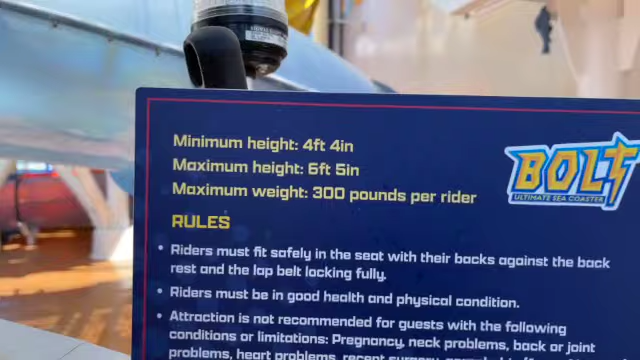 Minimum height: 4ft 4in
Maximum height: 6ft 5in
Maximum weight: 300 pounds per rider
BOLT
ULTIMATE SEA COASTER
RULES
• Riders must fit safely in the seat with their backs against the back
rest and the lap belt locking fully.
• Riders must be in good health and physical condition.
• Attraction is not recommended for guests with the following
conditions or limitations: Pregnancy, neck problems, back or joint
problems, heart problems, recent surgery,